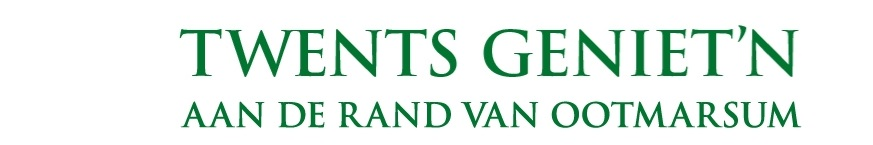 TWENTS GENIET’N
AAN DE RAND VAN OOTMARSUM